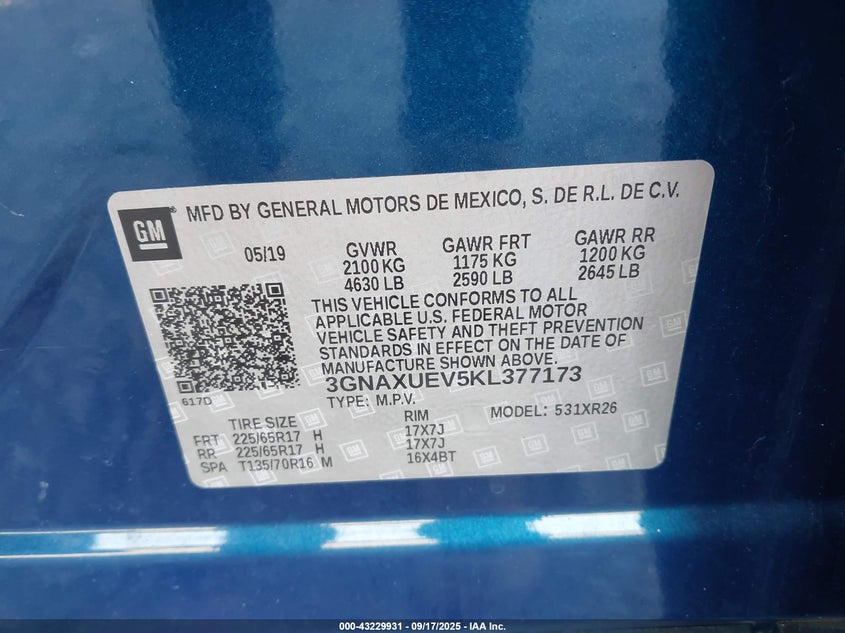 GM
MFD BY GENERAL MOTORS DE MEXICO, S. DE R.L. DE C.V.
05/19 GVWR GAWR FRT GAWR RR
2100 KG 1175 KG 1200 KG
4630 LB 2590 LB 2645 LB
THIS VEHICLE CONFORMS TO ALL
APPLICABLE U.S. FEDERAL MOTOR
VEHICLE SAFETY AND THEFT PREVENTION
STANDARDS IN EFFECT ON THE DATE OF
MANUFACTURE SHOWN ABOVE.
3GNAXUEV5KL377173
617D
TYPE: M.P.V. MODEL: 531XR26
TIRE SIZE RIM
FRT 225/65R17 H 17X7J
RR 225/65R17 H 17X7J
SPA T135/70R16 M 16X4BT
000-43229931 - 09/17/2025 - IAA Inc.